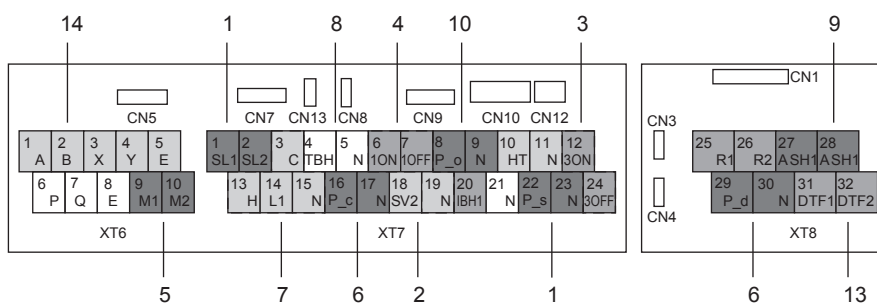 14 1 8 4 10 3 9
CN5 CN7 CN13 CN8 CN9 CN10 CN12 CN1
CN3
1 A 2 B 3 X 4 Y 5 E
1 SL1 2 SL2 3 C 4 TBH 5 N 6 1ON 7 1OFF 8 P_o 9 N 10 HT 11 N 12 3ON
25 R1 26 R2 27 ASH1 28 ASH1
6 P 7 Q 8 E 9 M1 10 M2
13 H 14 L1 15 N 16 P_c 17 N 18 SV2 19 N 20 IBH1 21 N 22 P_s 23 N 24 3OFF
29 P_d 30 N 31 DTF1 32 DTF2
CN4
XT6 XT7 XT8
5 7 6 2 1 6 13